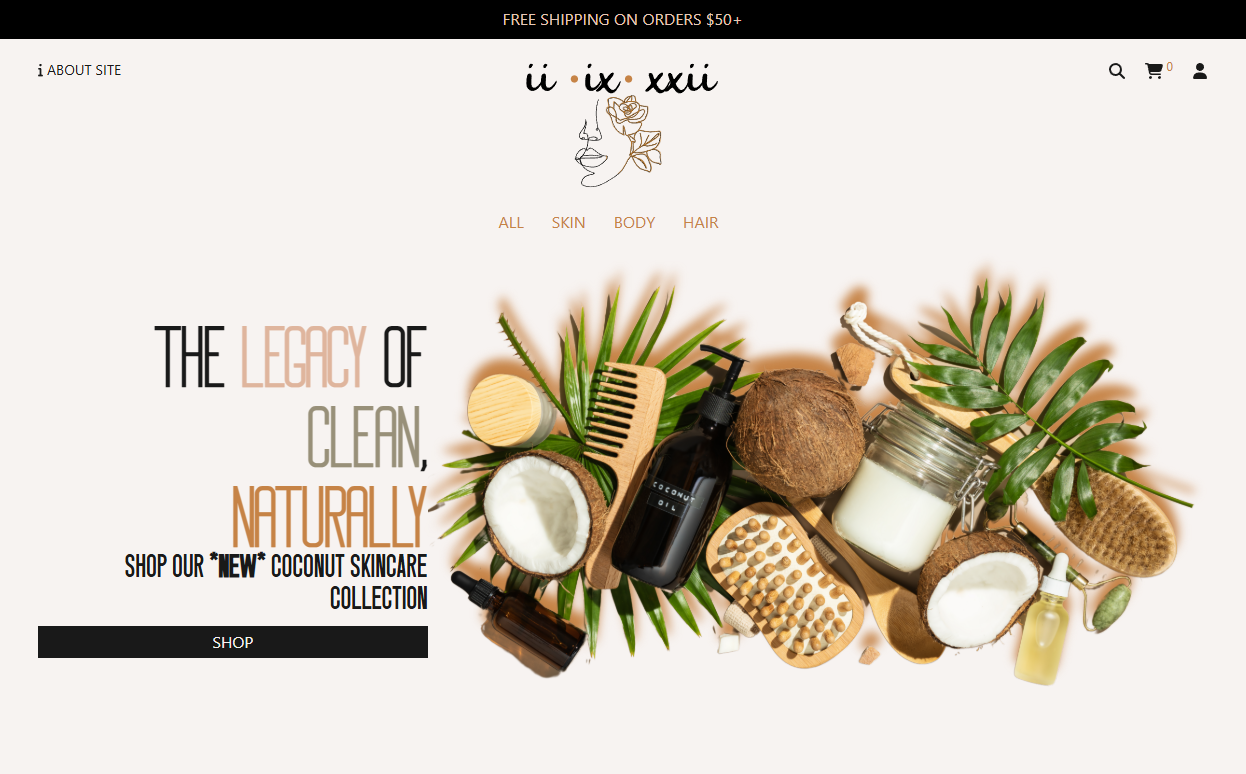 FREE SHIPPING ON ORDERS $50+
ABOUT SITE
ii • ix • xxii
0
ALL SKIN BODY HAIR
THE LEGACY OF
CLEAN,
NATURALLY
SHOP OUR *NEW* COCONUT SKINCARE
COLLECTION
SHOP
COCONUT
OIL